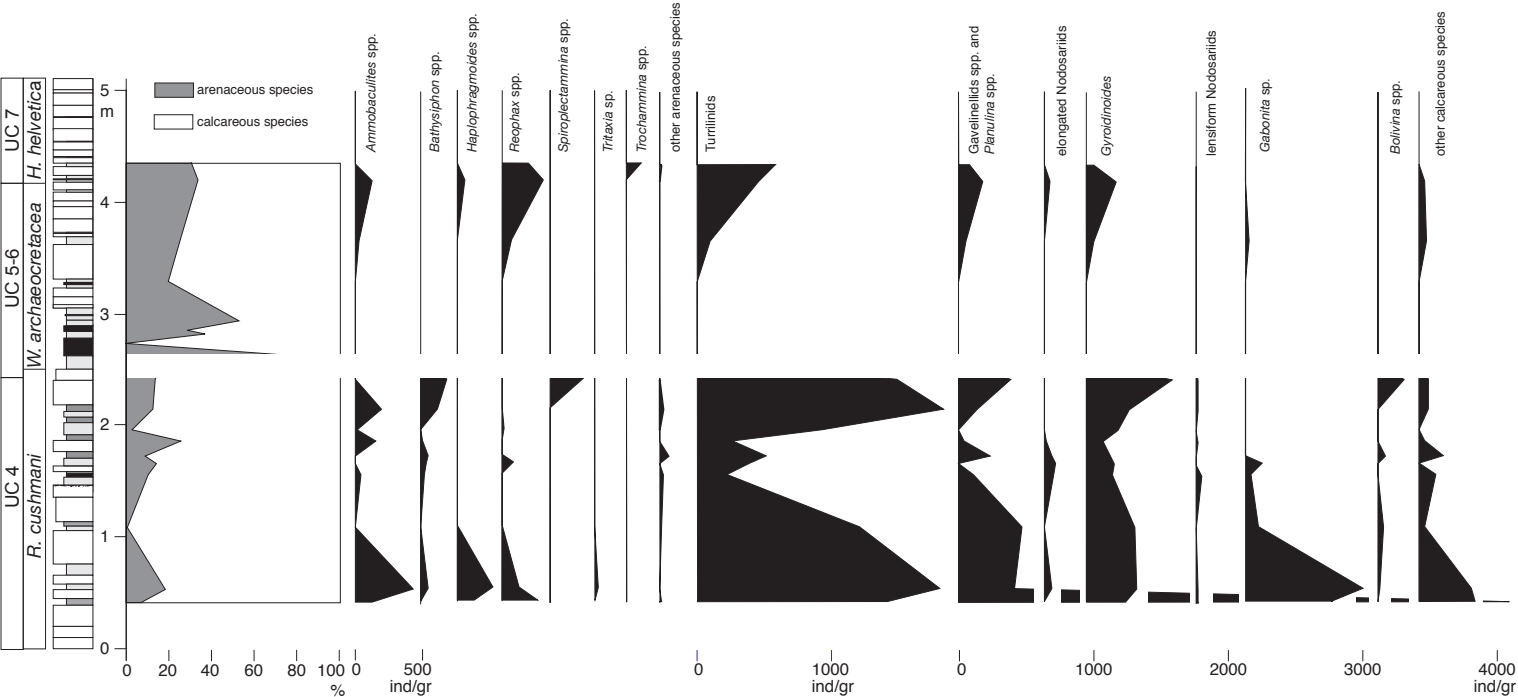 UC 7
UC 5-6
UC 4
H. helvetica
W. archaeocretacea
R. cushmani
5
m
4
3
2
1
0
arenaceous species
calcareous species
Ammobaculites spp.
Bathysiphon spp.
Haplophragmoides spp.
Reophax spp.
Spiroplectammina spp.
Tritaxia sp.
Trochammina spp.
other arenaceous species
Turrilinids
Gavelinellids spp. and
Planulina spp.
elongated Nodosariids
Gyroidinoides
lensiform Nodosariids
Gabonita sp.
Bolivina spp.
other calcareous species
0 20 40 60 80 100
%
0 500
ind/gr
0 1000
ind/gr
0 1000 2000 3000 4000
ind/gr ind/gr